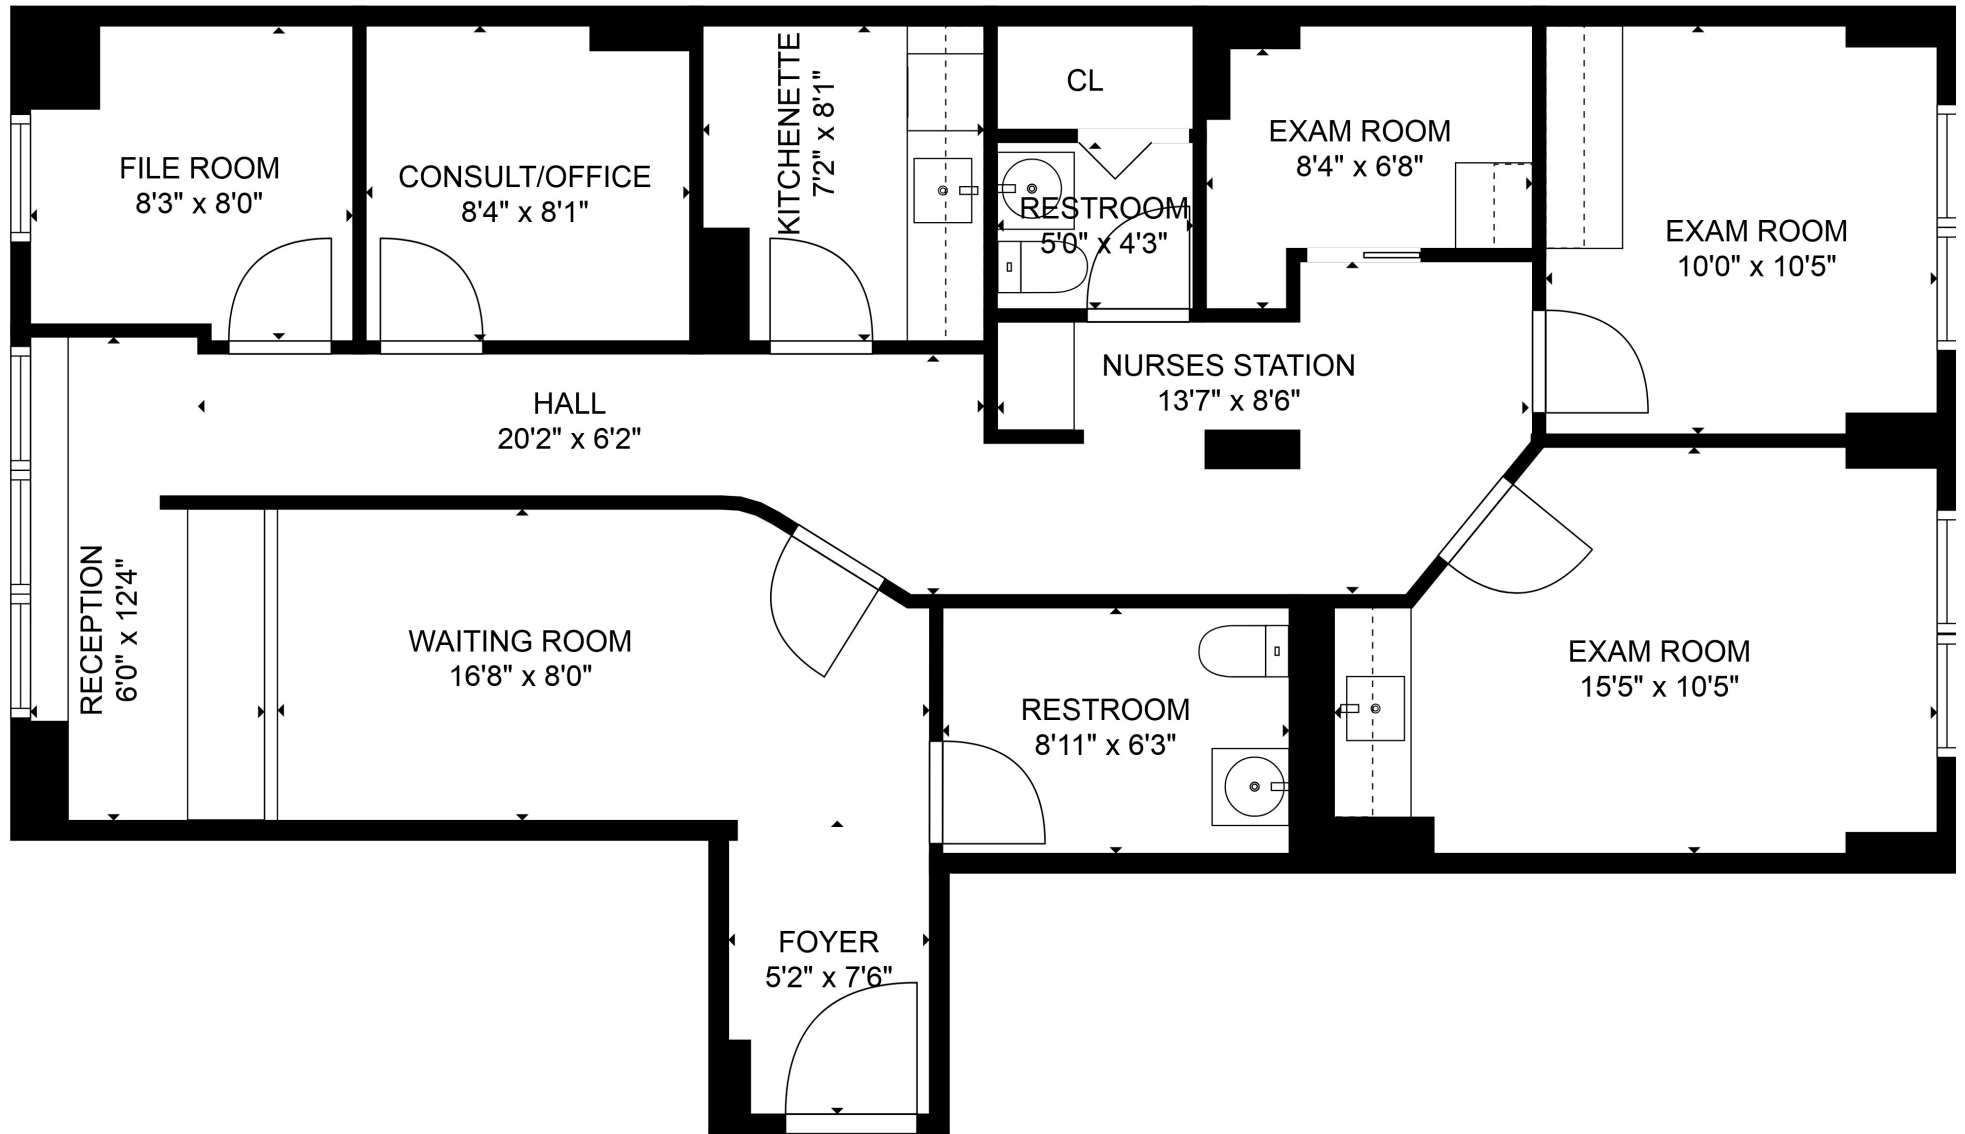 FILE ROOM
8'3" x 8'0"
CONSULT/OFFICE
8'4" x 8'1"
KITCHENETTE
7'2" x 8'1"
CL
RESTROOM
5'0" x 4'3"
EXAM ROOM
8'4" x 6'8"
EXAM ROOM
10'0" x 10'5"
HALL
20'2" x 6'2"
NURSES STATION
13'7" x 8'6"
RECEPTION
6'0" x 12'4"
WAITING ROOM
16'8" x 8'0"
RESTROOM
8'11" x 6'3"
EXAM ROOM
15'5" x 10'5"
FOYER
5'2" x 7'6"